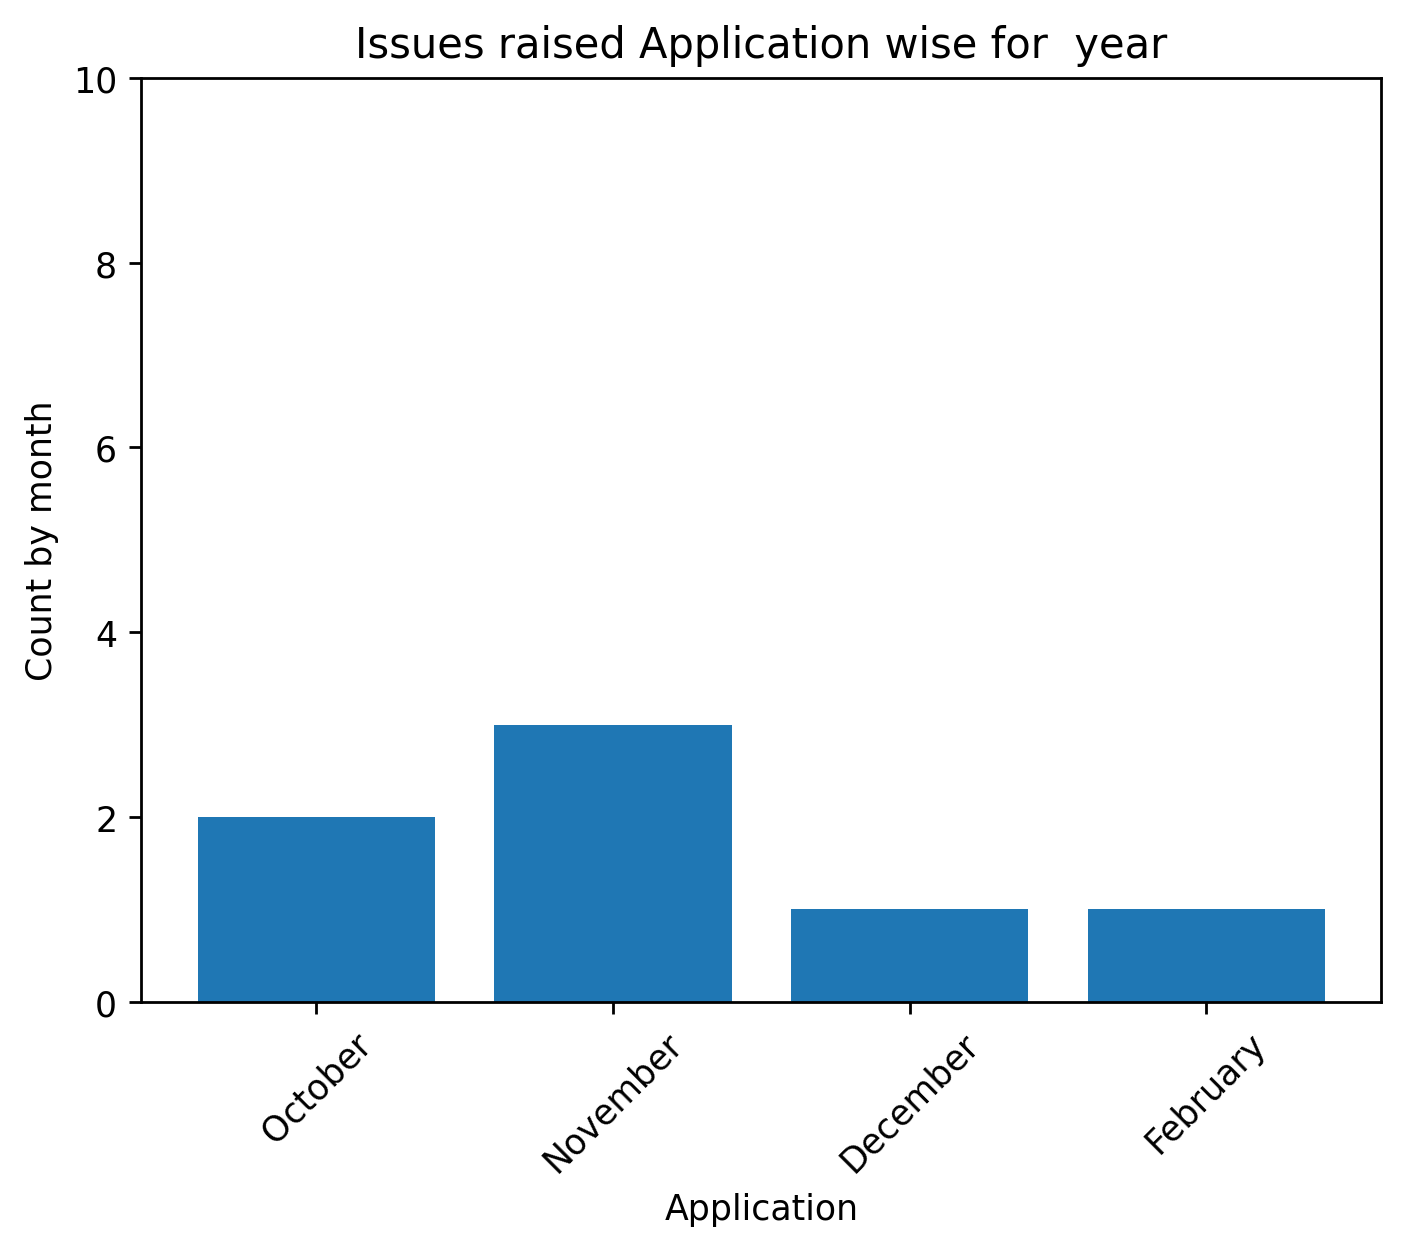 Issues raised Application wise for  year
10
8
6
4
2
0
Count by month
October
November
December
February
Application